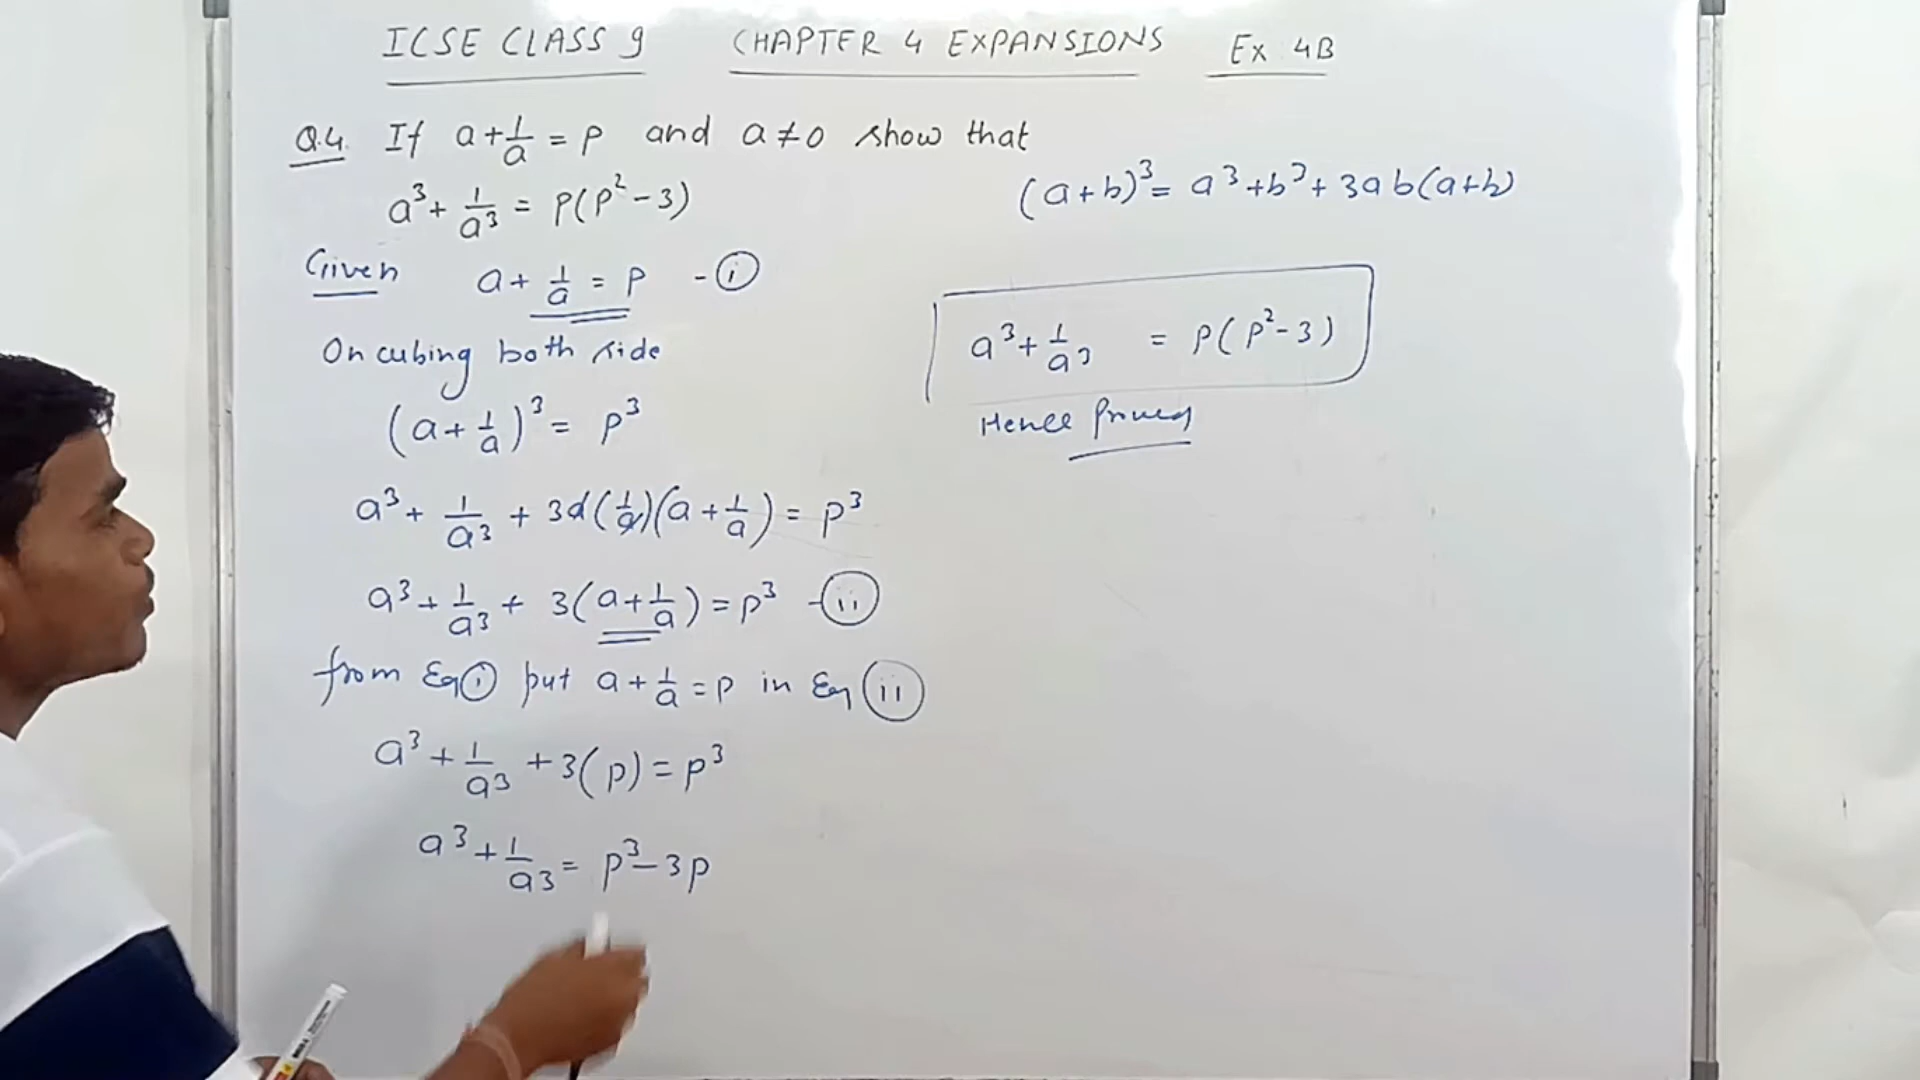 ICSE CLASS 9 CHAPTER 4 EXPANSIONS Ex 4B
Q.4. If a + 1/a = p and a ≠ 0 show that
a³ + 1/a³ = p(p² - 3)
Given a + 1/a = p - (i)
On cubing both side
(a + 1/a)³ = p³
a³ + 1/a³ + 3a(1/a)(a + 1/a) = p³
a³ + 1/a³ + 3(a + 1/a) = p³ - (ii)
from Eq (i) put a + 1/a = p in Eq (ii)
a³ + 1/a³ + 3(p) = p³
a³ + 1/a³ = p³ - 3p
(a+b)³ = a³ + b³ + 3ab(a+b)
a³ + 1/a³ = p(p² - 3)
Hence proved